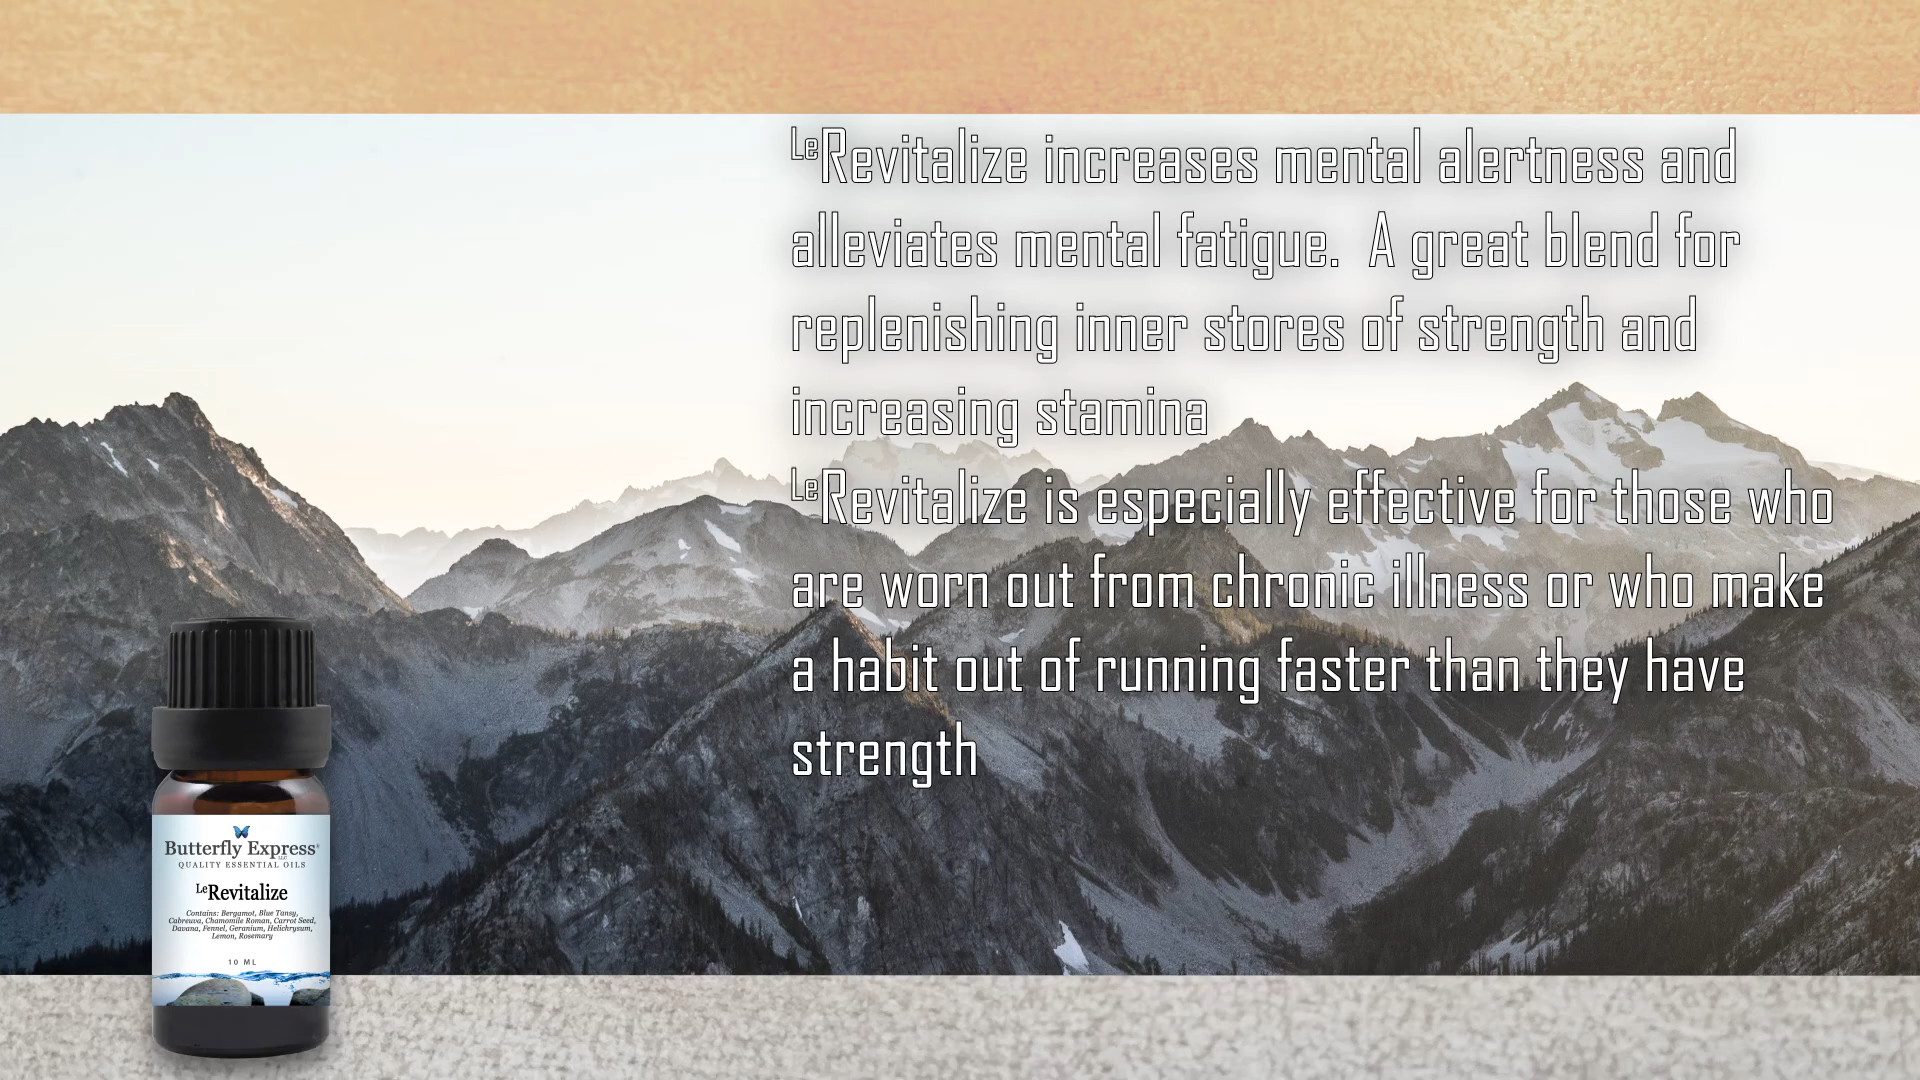 LeRevitalize increases mental alertness and
alleviates mental fatigue.  A great blend for
replenishing inner stores of strength and
increasing stamina
LeRevitalize is especially effective for those who
are worn out from chronic illness or who make
a habit out of running faster than they have
strength
Butterfly Express®
LLC
QUALITY ESSENTIAL OILS
LeRevitalize
Contains: Bergamot, Blue Tansy,
Cabreuva, Chamomile Roman, Carrot Seed,
Davana, Fennel, Geranium, Helichrysum,
Lemon, Rosemary
10 ML